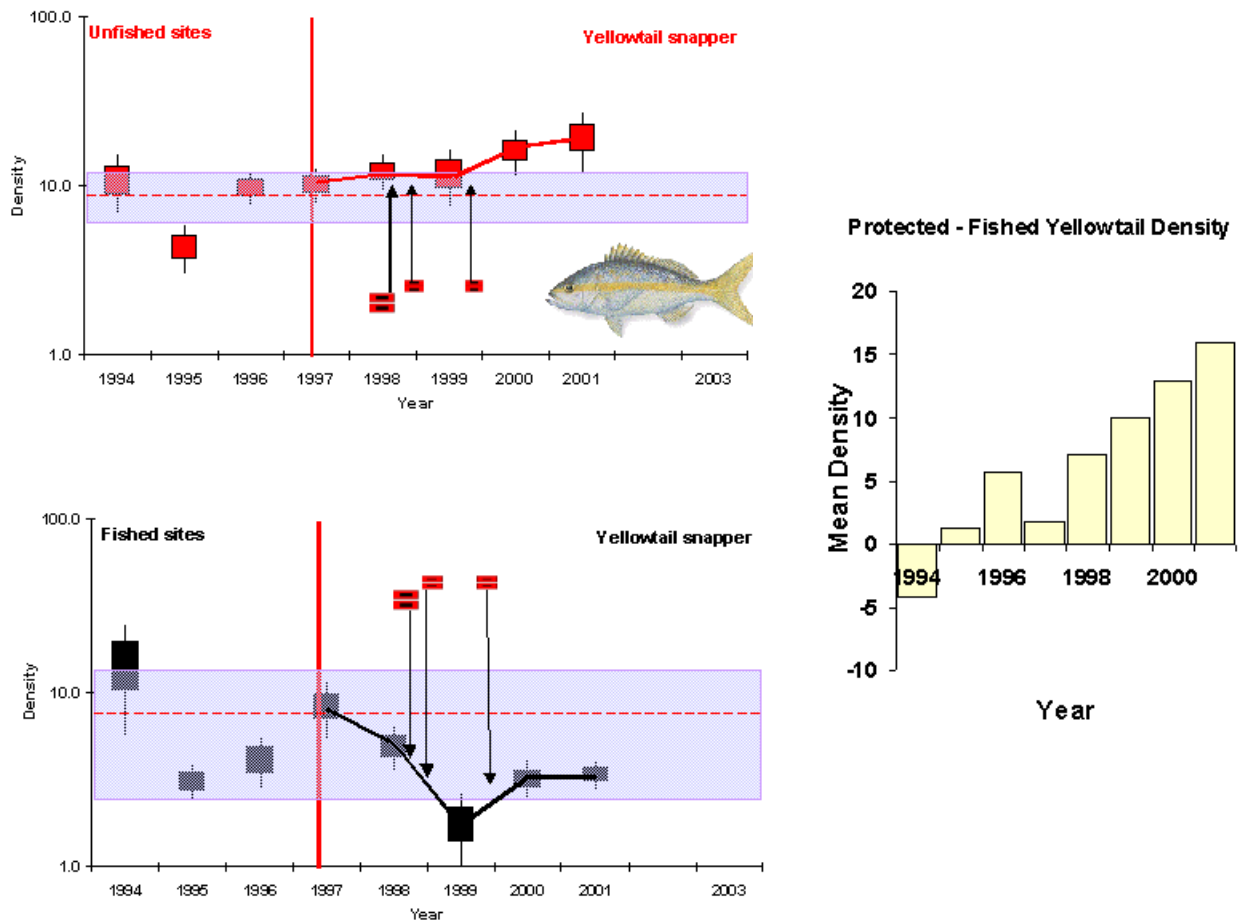 100.0
Unfished sites
Yellowtail snapper
10.0
Density
1.0
1994 1995 1996 1997 1998 1999 2000 2001 2003
Year
100.0
Fished sites
Yellowtail snapper
10.0
Density
1.0
1994 1995 1996 1997 1998 1999 2000 2001 2003
Year
Protected - Fished Yellowtail Density
20
15
10
5
0
-5
-10
Mean Density
1994 1996 1998 2000
Year